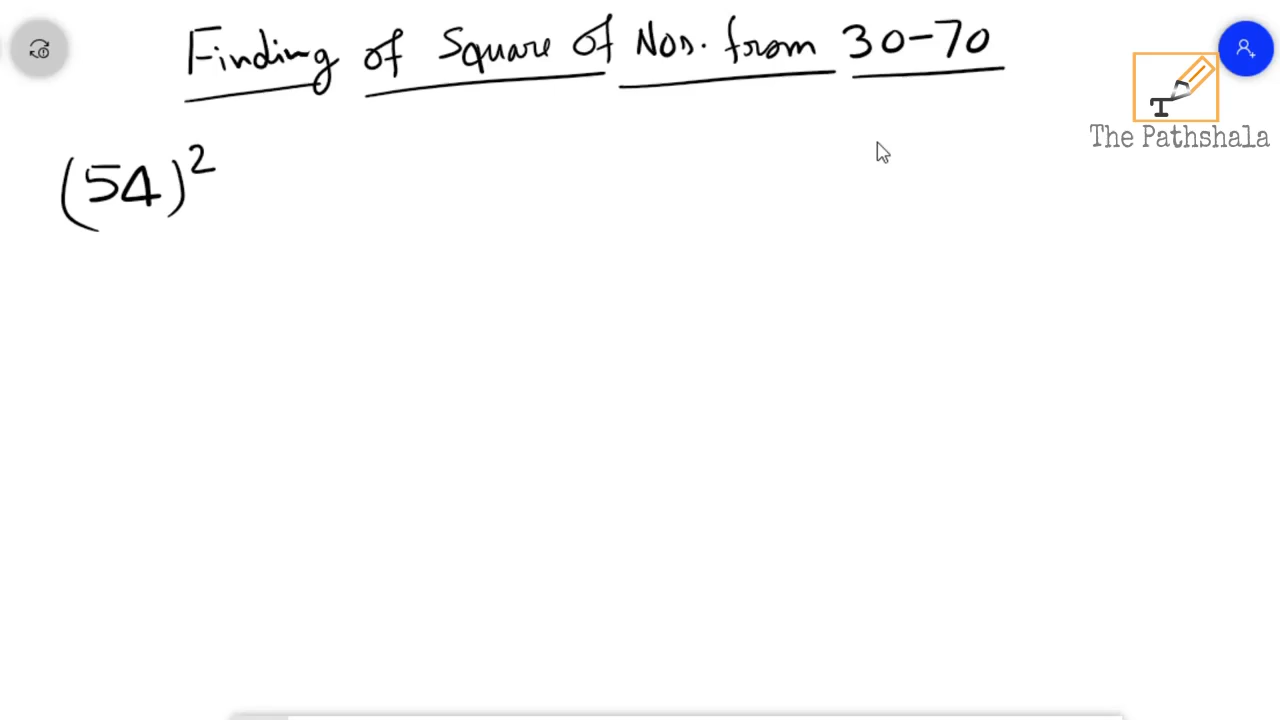 Finding of Square of Nos. from 30-70
The Pathshala
(54)²